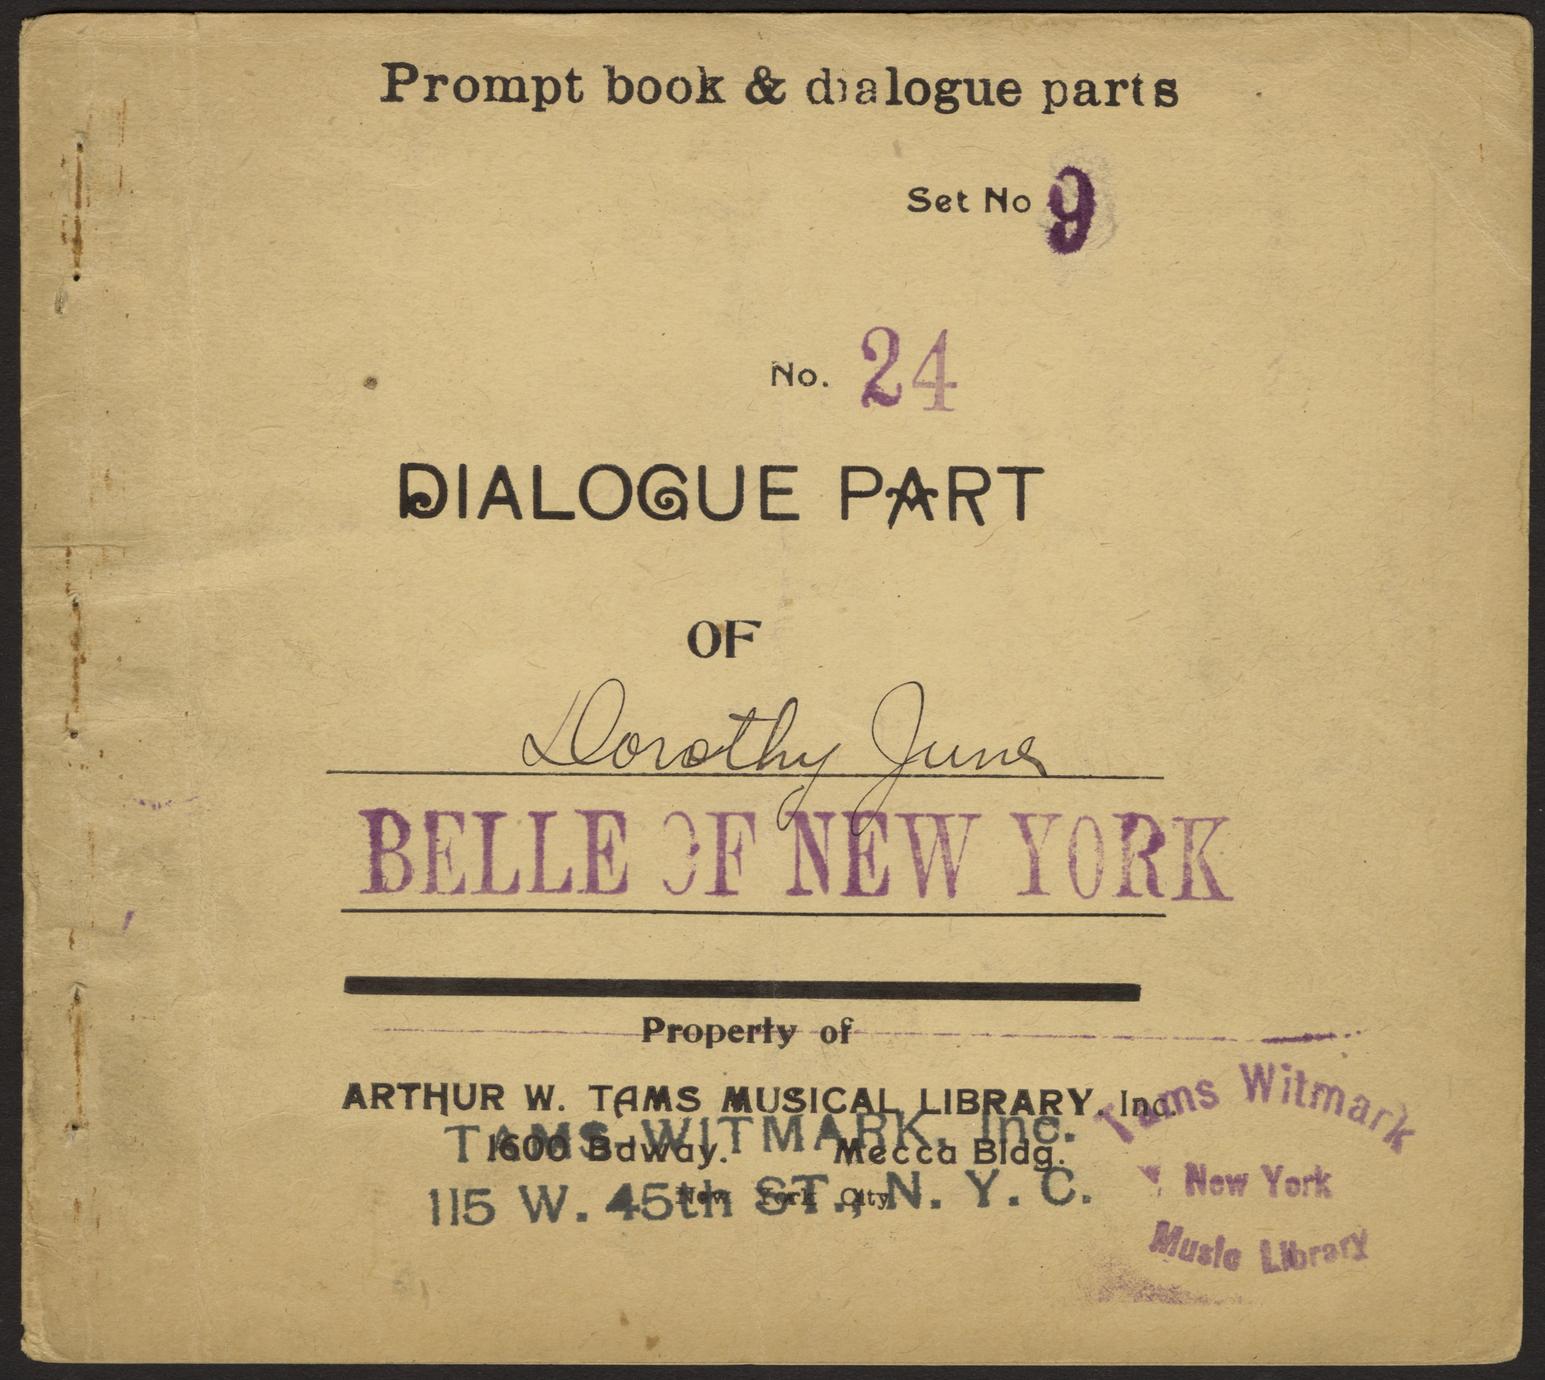 Prompt book & dialogue parts
Set No 9
No. 24
DIALOGUE PART
OF
Dorothy June
BELLE OF NEW YORK
Property of
ARTHUR W. TAMS MUSICAL LIBRARY, Inc.
TAMS WITMARK, Inc.
1600 Bdway. Mecca Bldg.
115 W. 45th ST., N. Y. C.
New York City
Tams Witmark
New York
Music Library